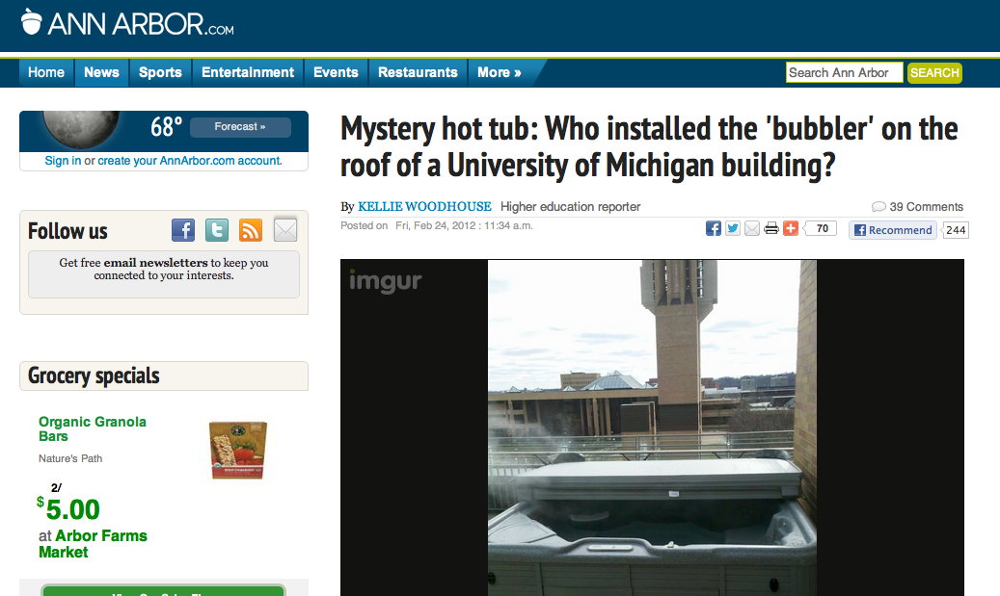 ANN ARBOR.COM
Home News Sports Entertainment Events Restaurants More »
Search Ann Arbor SEARCH
68° Forecast »
Sign in or create your AnnArbor.com account.
Follow us
Get free email newsletters to keep you
connected to your interests.
Grocery specials
Organic Granola
Bars
Nature's Path
2/
$5.00
at Arbor Farms
Market
Mystery hot tub: Who installed the 'bubbler' on the
roof of a University of Michigan building?
By KELLIE WOODHOUSE Higher education reporter
39 Comments
Posted on Fri, Feb 24, 2012 : 11:34 a.m.
70 Recommend 244
imgur